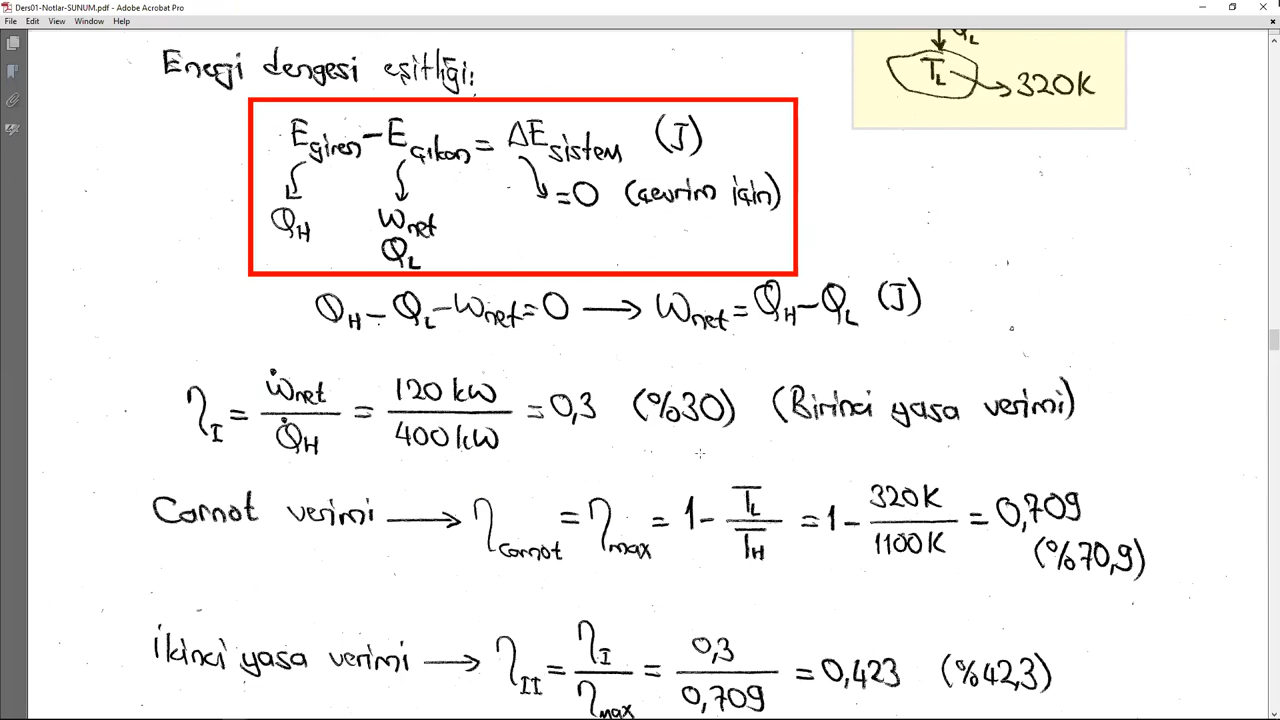 Ders01-Notlar-SUNUM.pdf - Adobe Acrobat Pro
File Edit View Window Help
Q_L
T_L → 320K
Enerji dengesi eşitliği:
E_giren - E_çıkan = ΔE_sistem (J)
= 0 (çevrim için)
Q_H W_net
Q_L
Q_H - Q_L - W_net = 0 → W_net = Q_H - Q_L (J)
η_I = Ẇ_net / Q̇_H = 120 kW / 400 kW = 0,3 (%30) (Birinci yasa verimi)
Carnot verimi → η_carnot = η_max = 1 - T_L / T_H = 1 - 320K / 1100K = 0,709
(%70,9)
İkinci yasa verimi → η_II = η_I / η_max = 0,3 / 0,709 = 0,423 (%42,3)